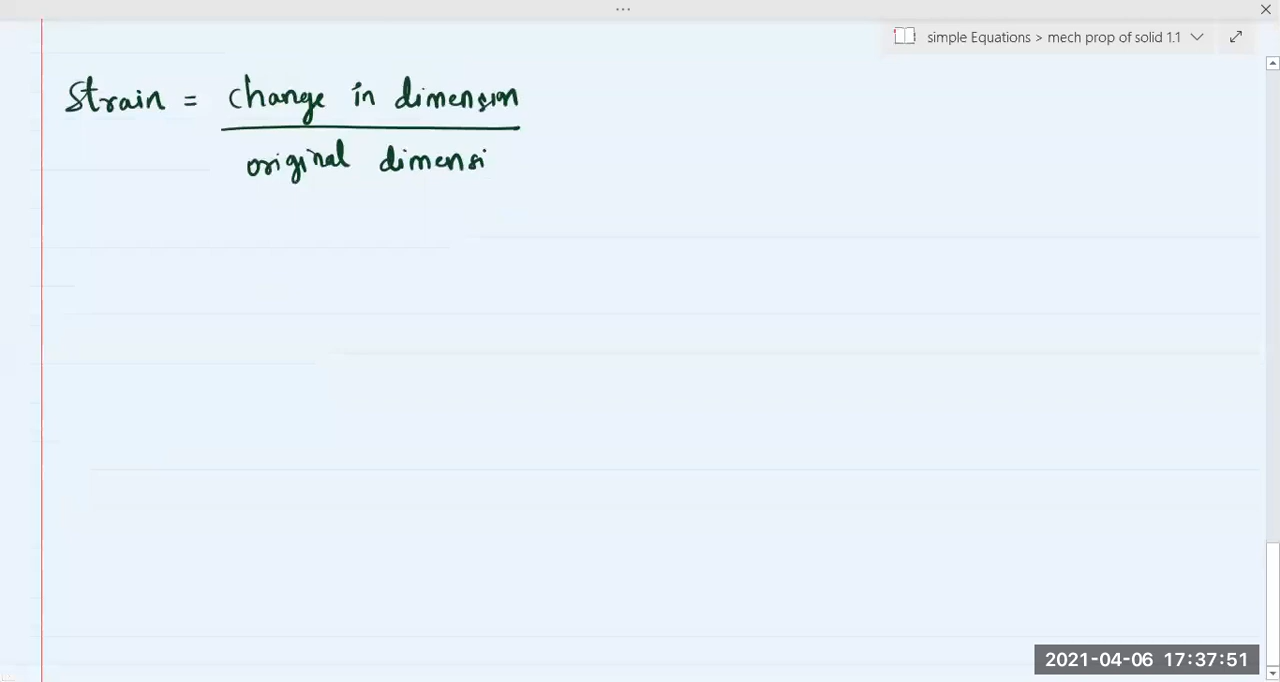 ...
simple Equations > mech prop of solid 1.1
Strain = change in dimension
original dimensi
2021-04-06 17:37:51